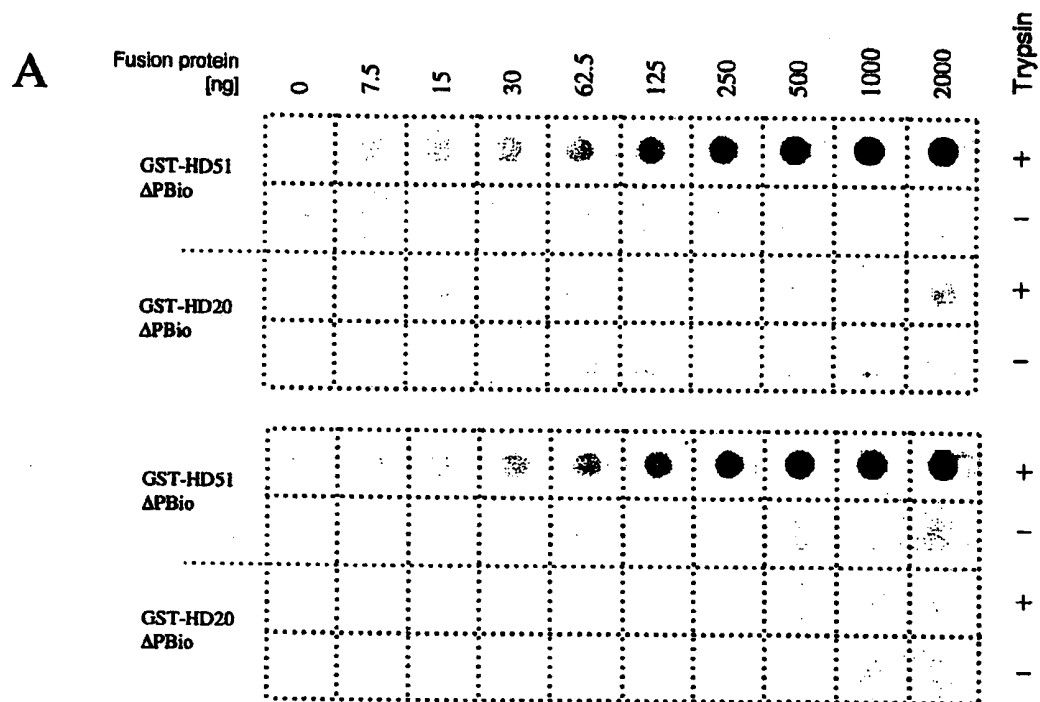 A
Fusion protein
[ng]
0 7.5 15 30 62.5 125 250 500 1000 2000 Trypsin
GST-HD51
ΔPBio
+
−
GST-HD20
ΔPBio
+
−
GST-HD51
ΔPBio
+
−
GST-HD20
ΔPBio
+
−